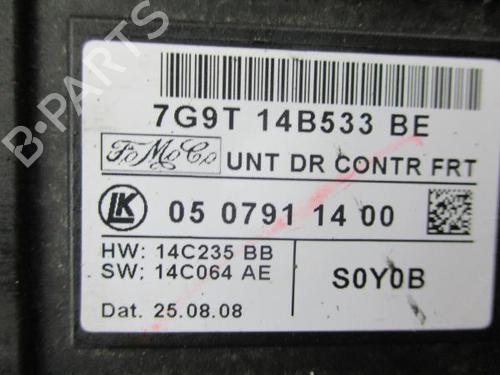 7G9T 14B533 BE
FoMoCo UNT DR CONTR FRT
LK 05 0791 14 00
HW: 14C235 BB
SW: 14C064 AE
S0Y0B
Dat. 25.08.08
B-PARTS